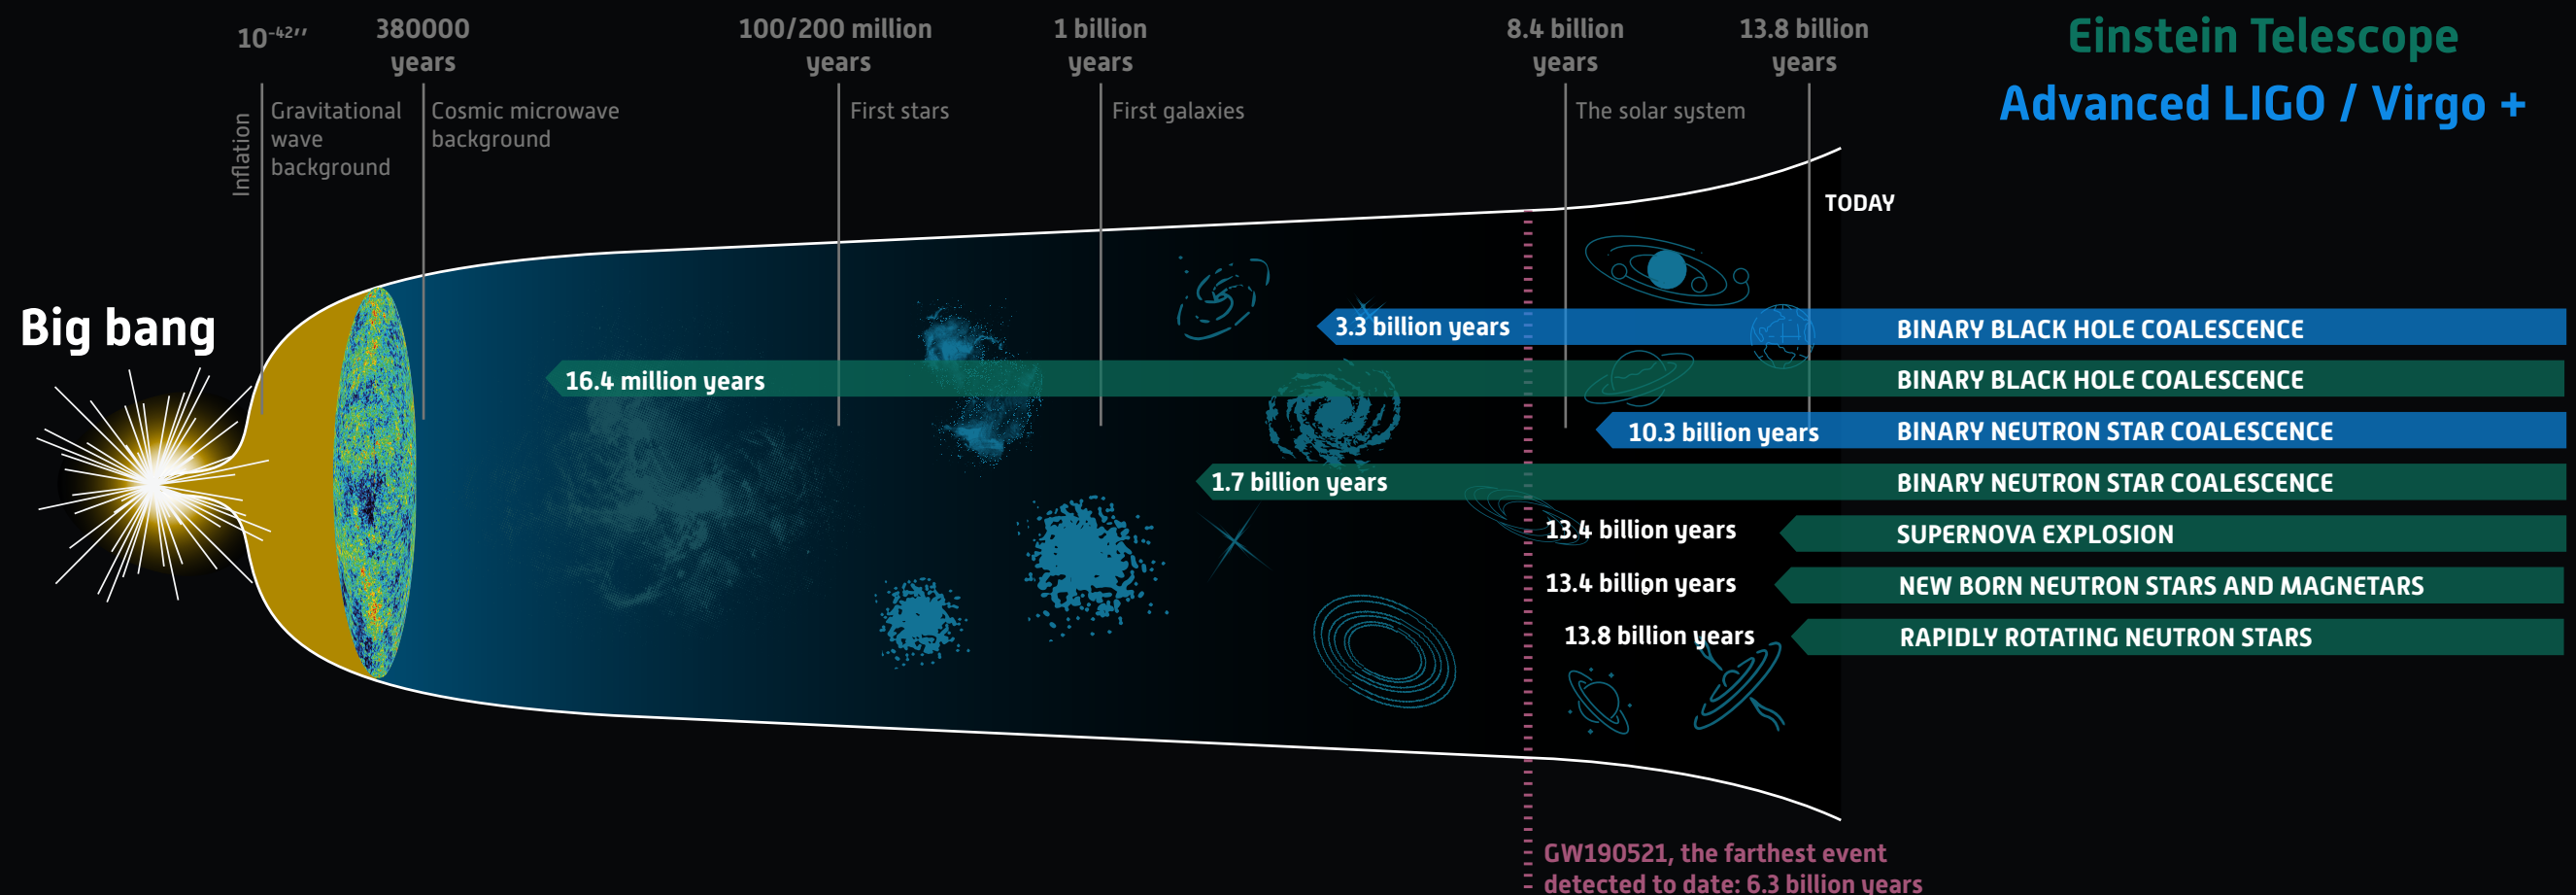 10⁻⁴²′′
380000
years
100/200 million
years
1 billion
years
8.4 billion
years
13.8 billion
years
Einstein Telescope
Advanced LIGO / Virgo +
Inflation
Gravitational
wave
background
Cosmic microwave
background
First stars
First galaxies
The solar system
TODAY
Big bang
3.3 billion years
BINARY BLACK HOLE COALESCENCE
16.4 million years
BINARY BLACK HOLE COALESCENCE
10.3 billion years
BINARY NEUTRON STAR COALESCENCE
1.7 billion years
BINARY NEUTRON STAR COALESCENCE
13.4 billion years
SUPERNOVA EXPLOSION
13.4 billion years
NEW BORN NEUTRON STARS AND MAGNETARS
13.8 billion years
RAPIDLY ROTATING NEUTRON STARS
GW190521, the farthest event
detected to date: 6.3 billion years